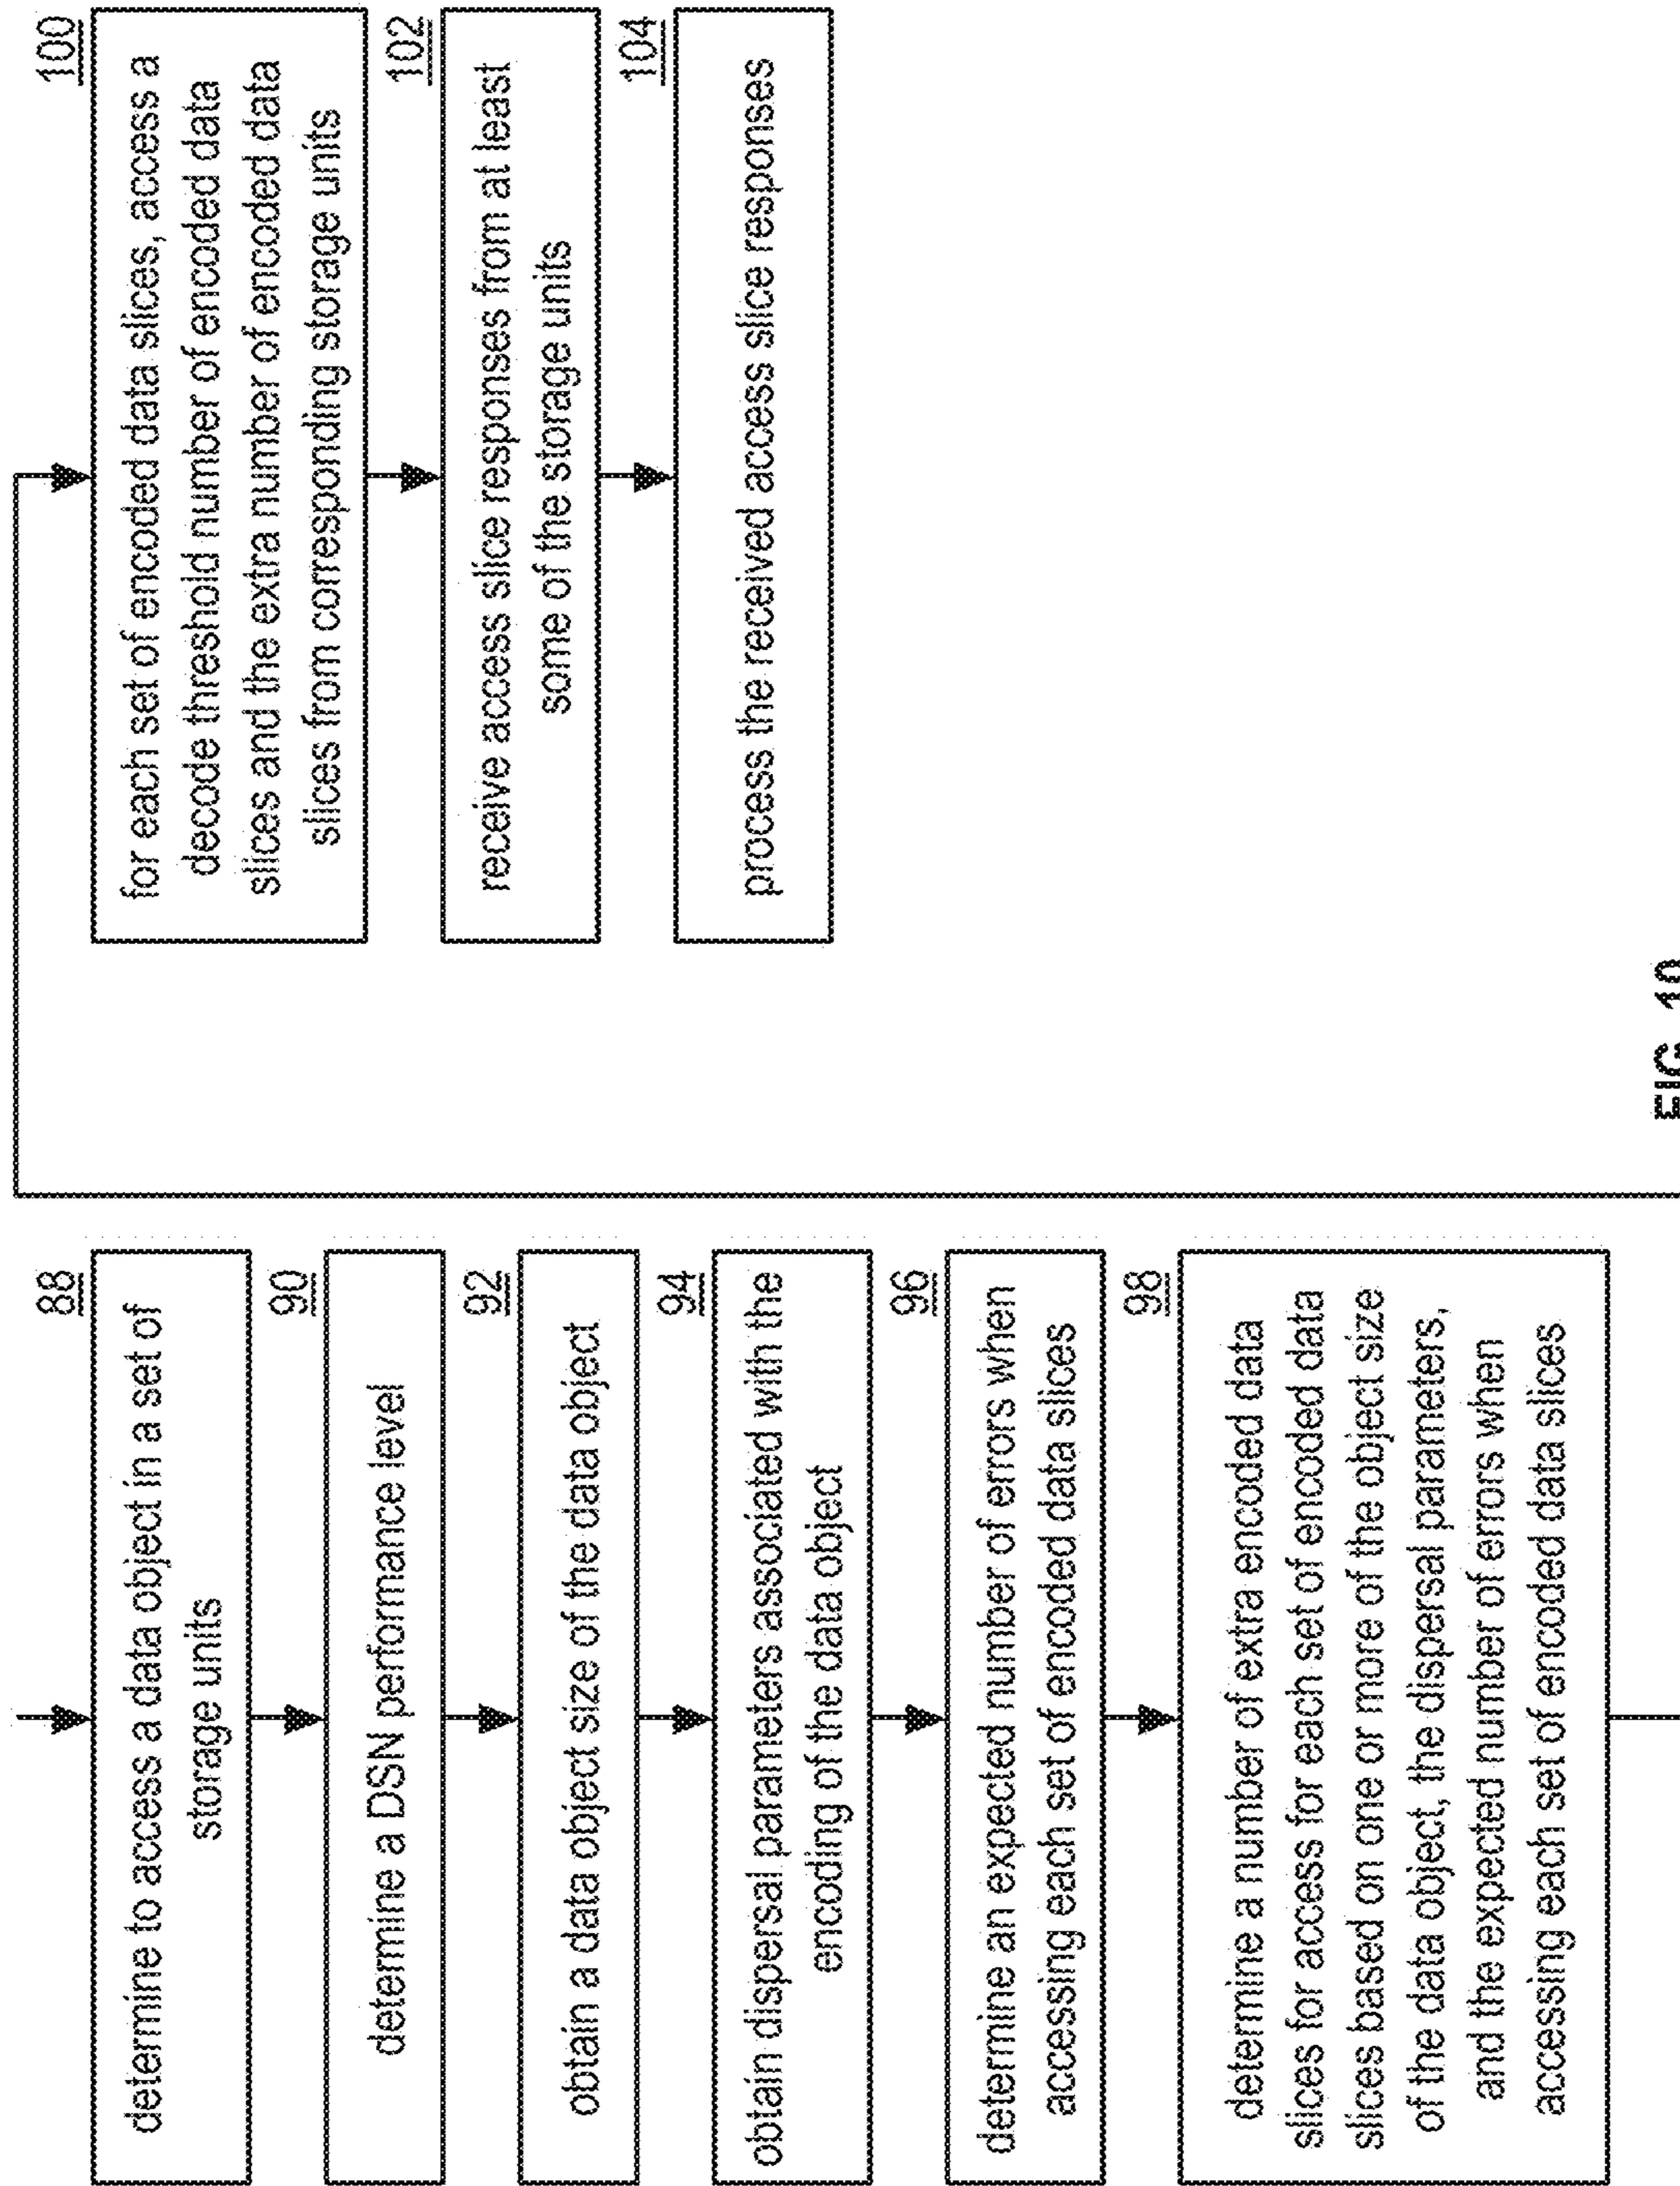 88
determine to access a data object in a set of
storage units
90
determine a DSN performance level
92
obtain a data object size of the data object
94
obtain dispersal parameters associated with the
encoding of the data object
96
determine an expected number of errors when
accessing each set of encoded data slices
98
determine a number of extra encoded data
slices for access for each set of encoded data
slices based on one or more of the object size
of the data object, the dispersal parameters,
and the expected number of errors when
accessing each set of encoded data slices
100
for each set of encoded data slices, access a
decode threshold number of encoded data
slices and the extra number of encoded data
slices from corresponding storage units
102
receive access slice responses from at least
some of the storage units
104
process the received access slice responses
FIG.